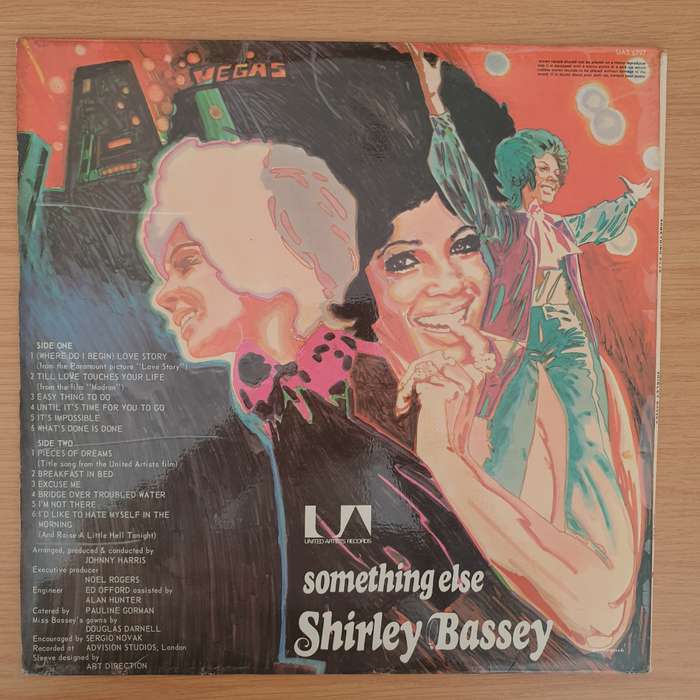 VEGAS
UAS 6797
SIDE ONE
1 (WHERE DO I BEGIN) LOVE STORY
(from the Paramount picture "Love Story")
2 TILL LOVE TOUCHES YOUR LIFE
(from the film "Madron")
3 EASY THING TO DO
4 UNTIL IT'S TIME FOR YOU TO GO
5 IT'S IMPOSSIBLE
6 WHAT'S DONE IS DONE
SIDE TWO
1 PIECES OF DREAMS
(Title song from the United Artists film)
2 BREAKFAST IN BED
3 EXCUSE ME
4 BRIDGE OVER TROUBLED WATER
5 I'M NOT THERE
6 I'D LIKE TO HATE MYSELF IN THE
MORNING
(And Raise A Little Hell Tonight)
Arranged, produced & conducted by
JOHNNY HARRIS
Executive producer
NOEL ROGERS
Engineer ED OFFORD assisted by
ALAN HUNTER
Catered by PAULINE GORMAN
Miss Bassey's gowns by
DOUGLAS DARNELL
Encouraged by SERGIO NOVAK
Recorded at ADVISION STUDIOS, London
Sleeve designed by
ART DIRECTION
UA
UNITED ARTISTS RECORDS
something else
Shirley Bassey